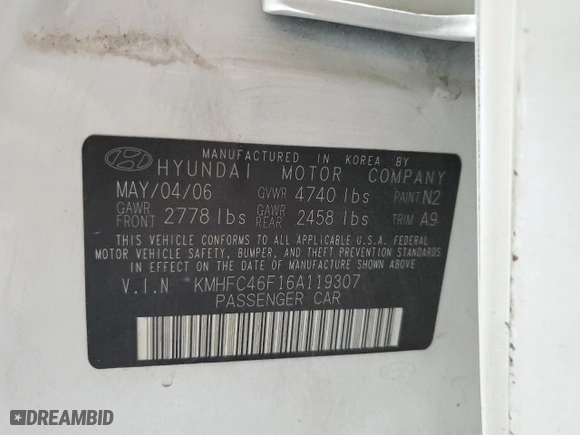 MANUFACTURED IN KOREA BY
HYUNDAI MOTOR COMPANY
MAY/04/06 GVWR 4740 lbs PAINT N2
GAWR FRONT 2778 lbs GAWR REAR 2458 lbs TRIM A9
THIS VEHICLE CONFORMS TO ALL APPLICABLE U.S.A. FEDERAL
MOTOR VEHICLE SAFETY, BUMPER, AND THEFT PREVENTION
STANDARDS IN EFFECT ON THE DATE OF MANUFACTURE SHOWN ABOVE
V.I.N KMHFC46F16A119307
PASSENGER CAR
DREAMBID